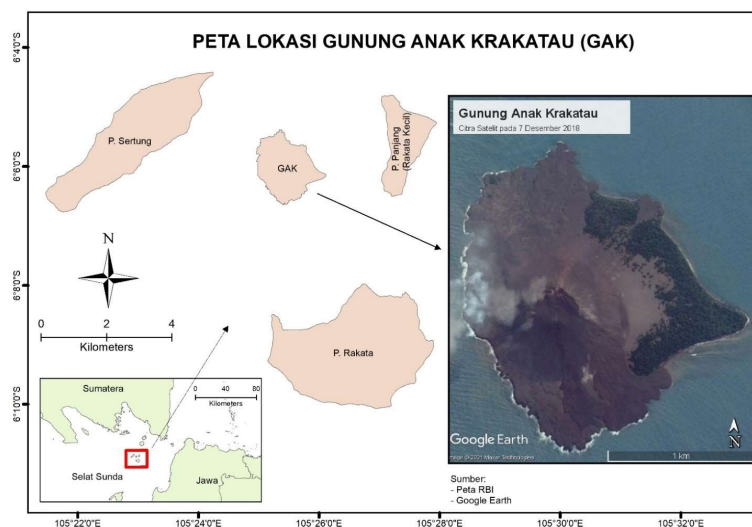 PETA LOKASI GUNUNG ANAK KRAKATAU (GAK)
6°4'0"S
6°6'0"S
6°8'0"S
6°10'0"S
P. Sertung
GAK
P. Panjang
(Rakata Kecil)
P. Rakata
N
0 2 4
Kilometers
Sumatera
0 40 80
Kilometers
Selat Sunda
Jawa
Gunung Anak Krakatau
Citra Satelit pada 7 Desember 2018
Google Earth
N
1 km
Sumber:
- Peta RBI
- Google Earth
105°22'0"E
105°24'0"E
105°26'0"E
105°28'0"E
105°30'0"E
105°32'0"E